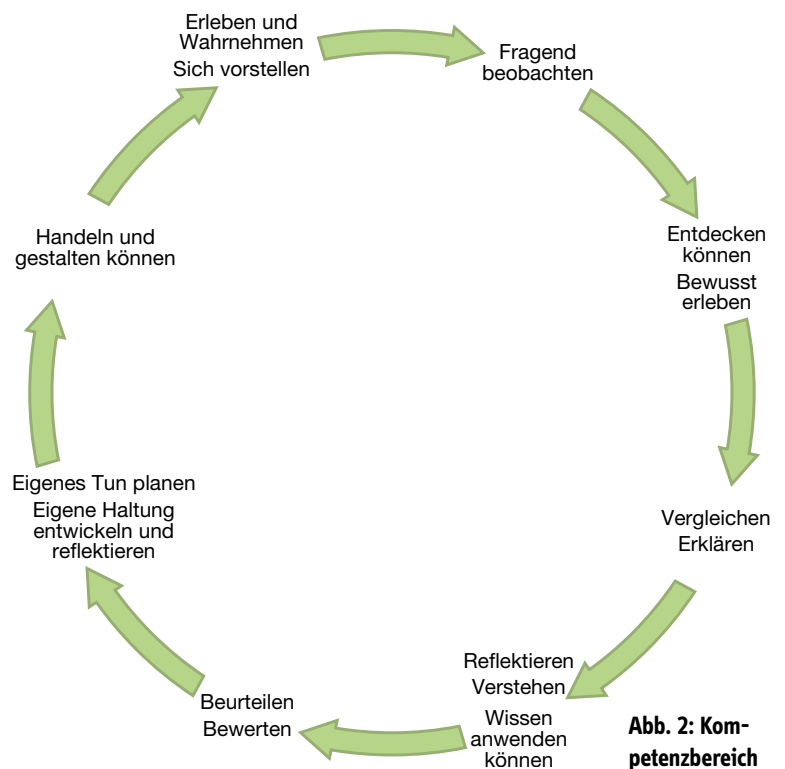 Erleben und
Wahrnehmen
Sich vorstellen
Fragend
beobachten
Entdecken
können
Bewusst
erleben
Vergleichen
Erklären
Reflektieren
Verstehen
Wissen
anwenden
können
Beurteilen
Bewerten
Eigenes Tun planen
Eigene Haltung
entwickeln und
reflektieren
Handeln und
gestalten können
Abb. 2: Kom-
petenzbereich